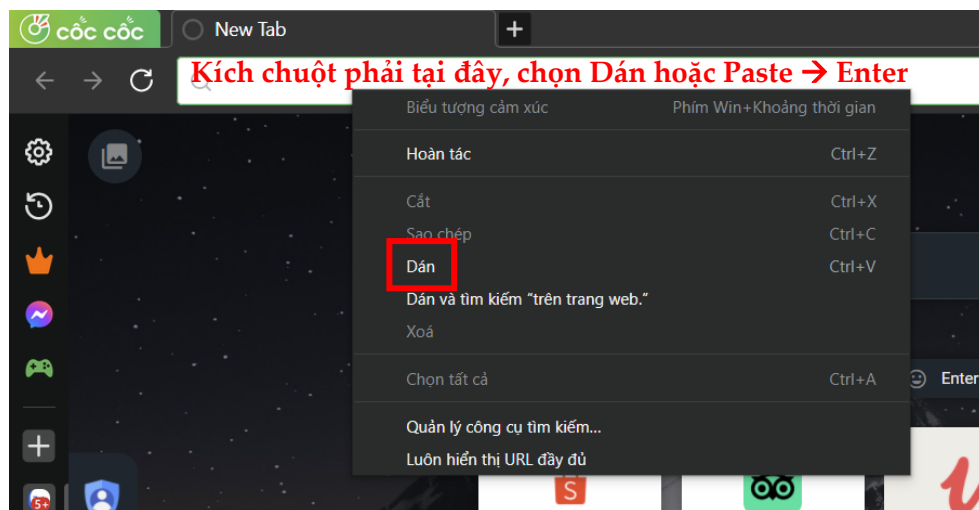 cốc cốc
New Tab
Kích chuột phải tại đây, chọn Dán hoặc Paste → Enter
Biểu tượng cảm xúc Phím Win+Khoảng thời gian
Hoàn tác Ctrl+Z
Cắt Ctrl+X
Sao chép Ctrl+C
Dán Ctrl+V
Dán và tìm kiếm “trên trang web.”
Xoá
Chọn tất cả Ctrl+A
Enter
Quản lý công cụ tìm kiếm...
Luôn hiển thị URL đầy đủ
5+
S